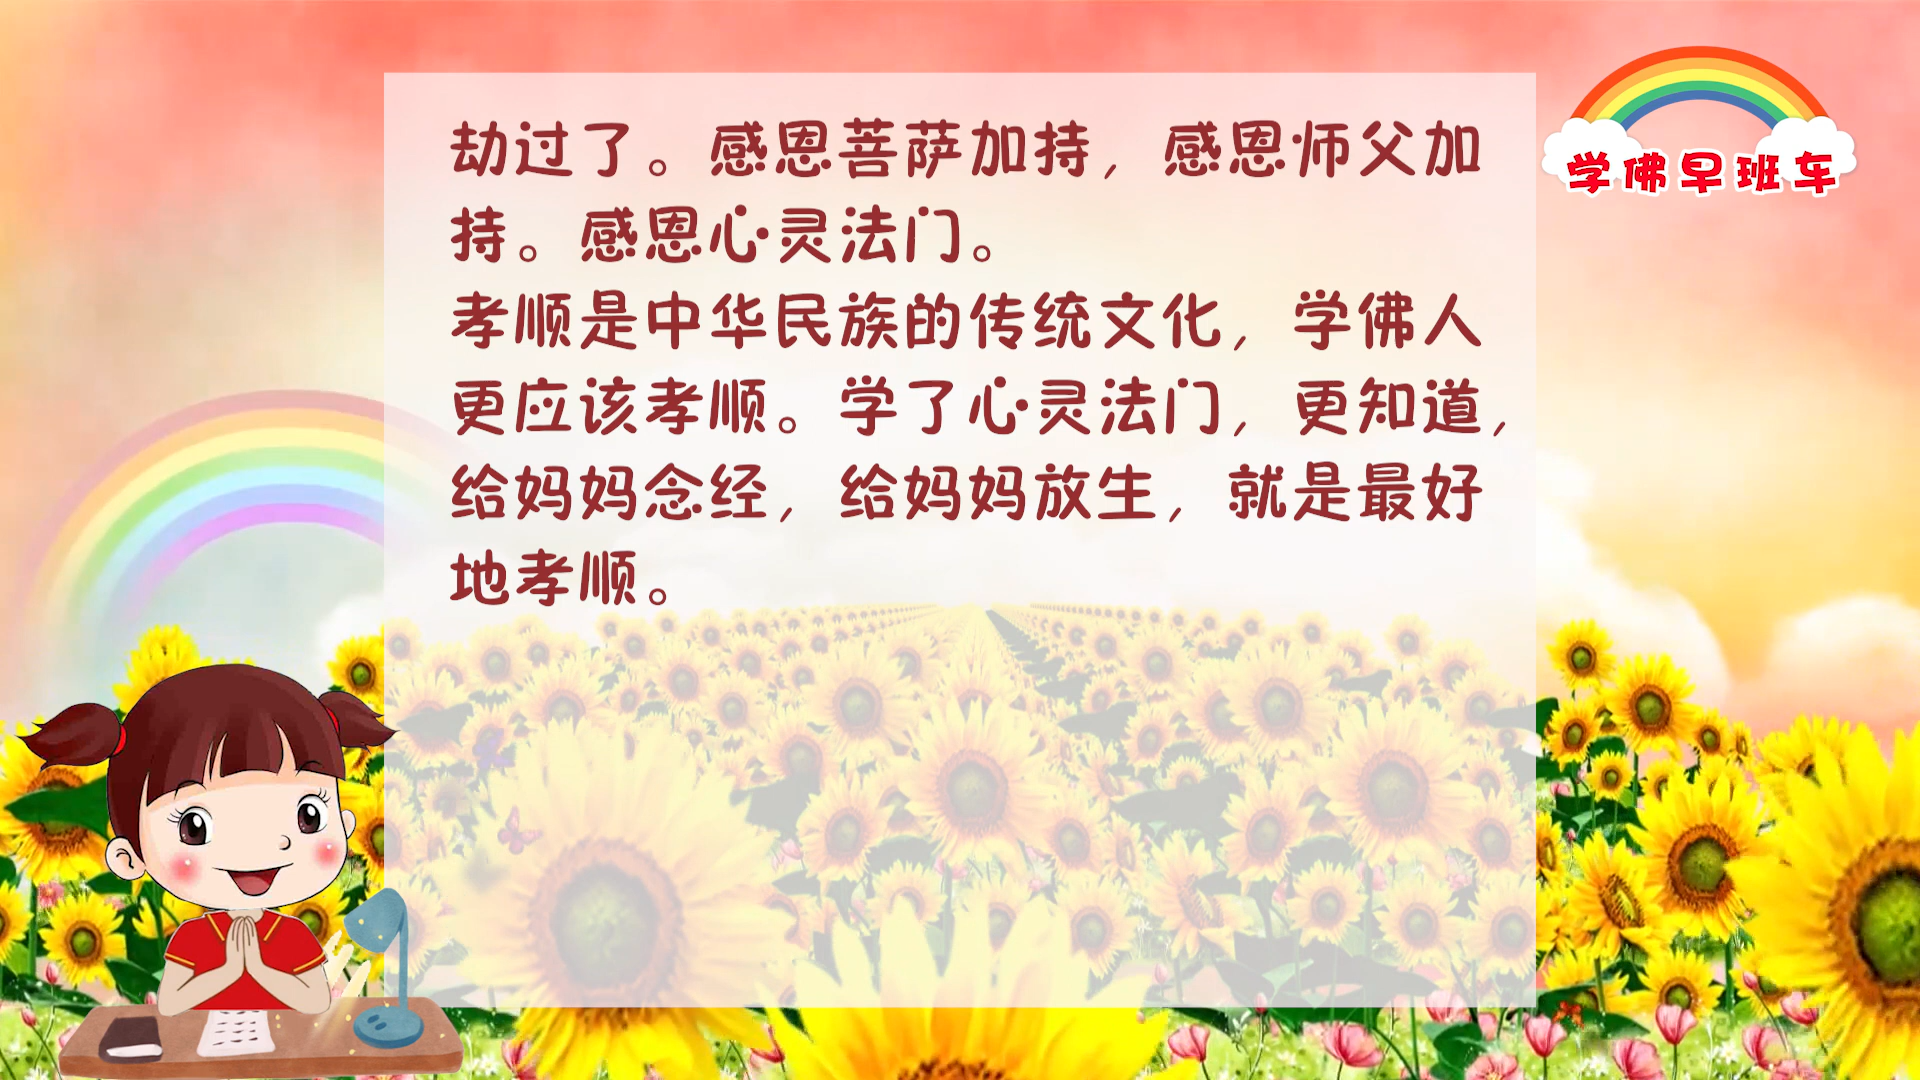 劫过了。感恩菩萨加持，感恩师父加
持。感恩心灵法门。
孝顺是中华民族的传统文化，学佛人
更应该孝顺。学了心灵法门，更知道，
给妈妈念经，给妈妈放生，就是最好
地孝顺。
学佛早班车